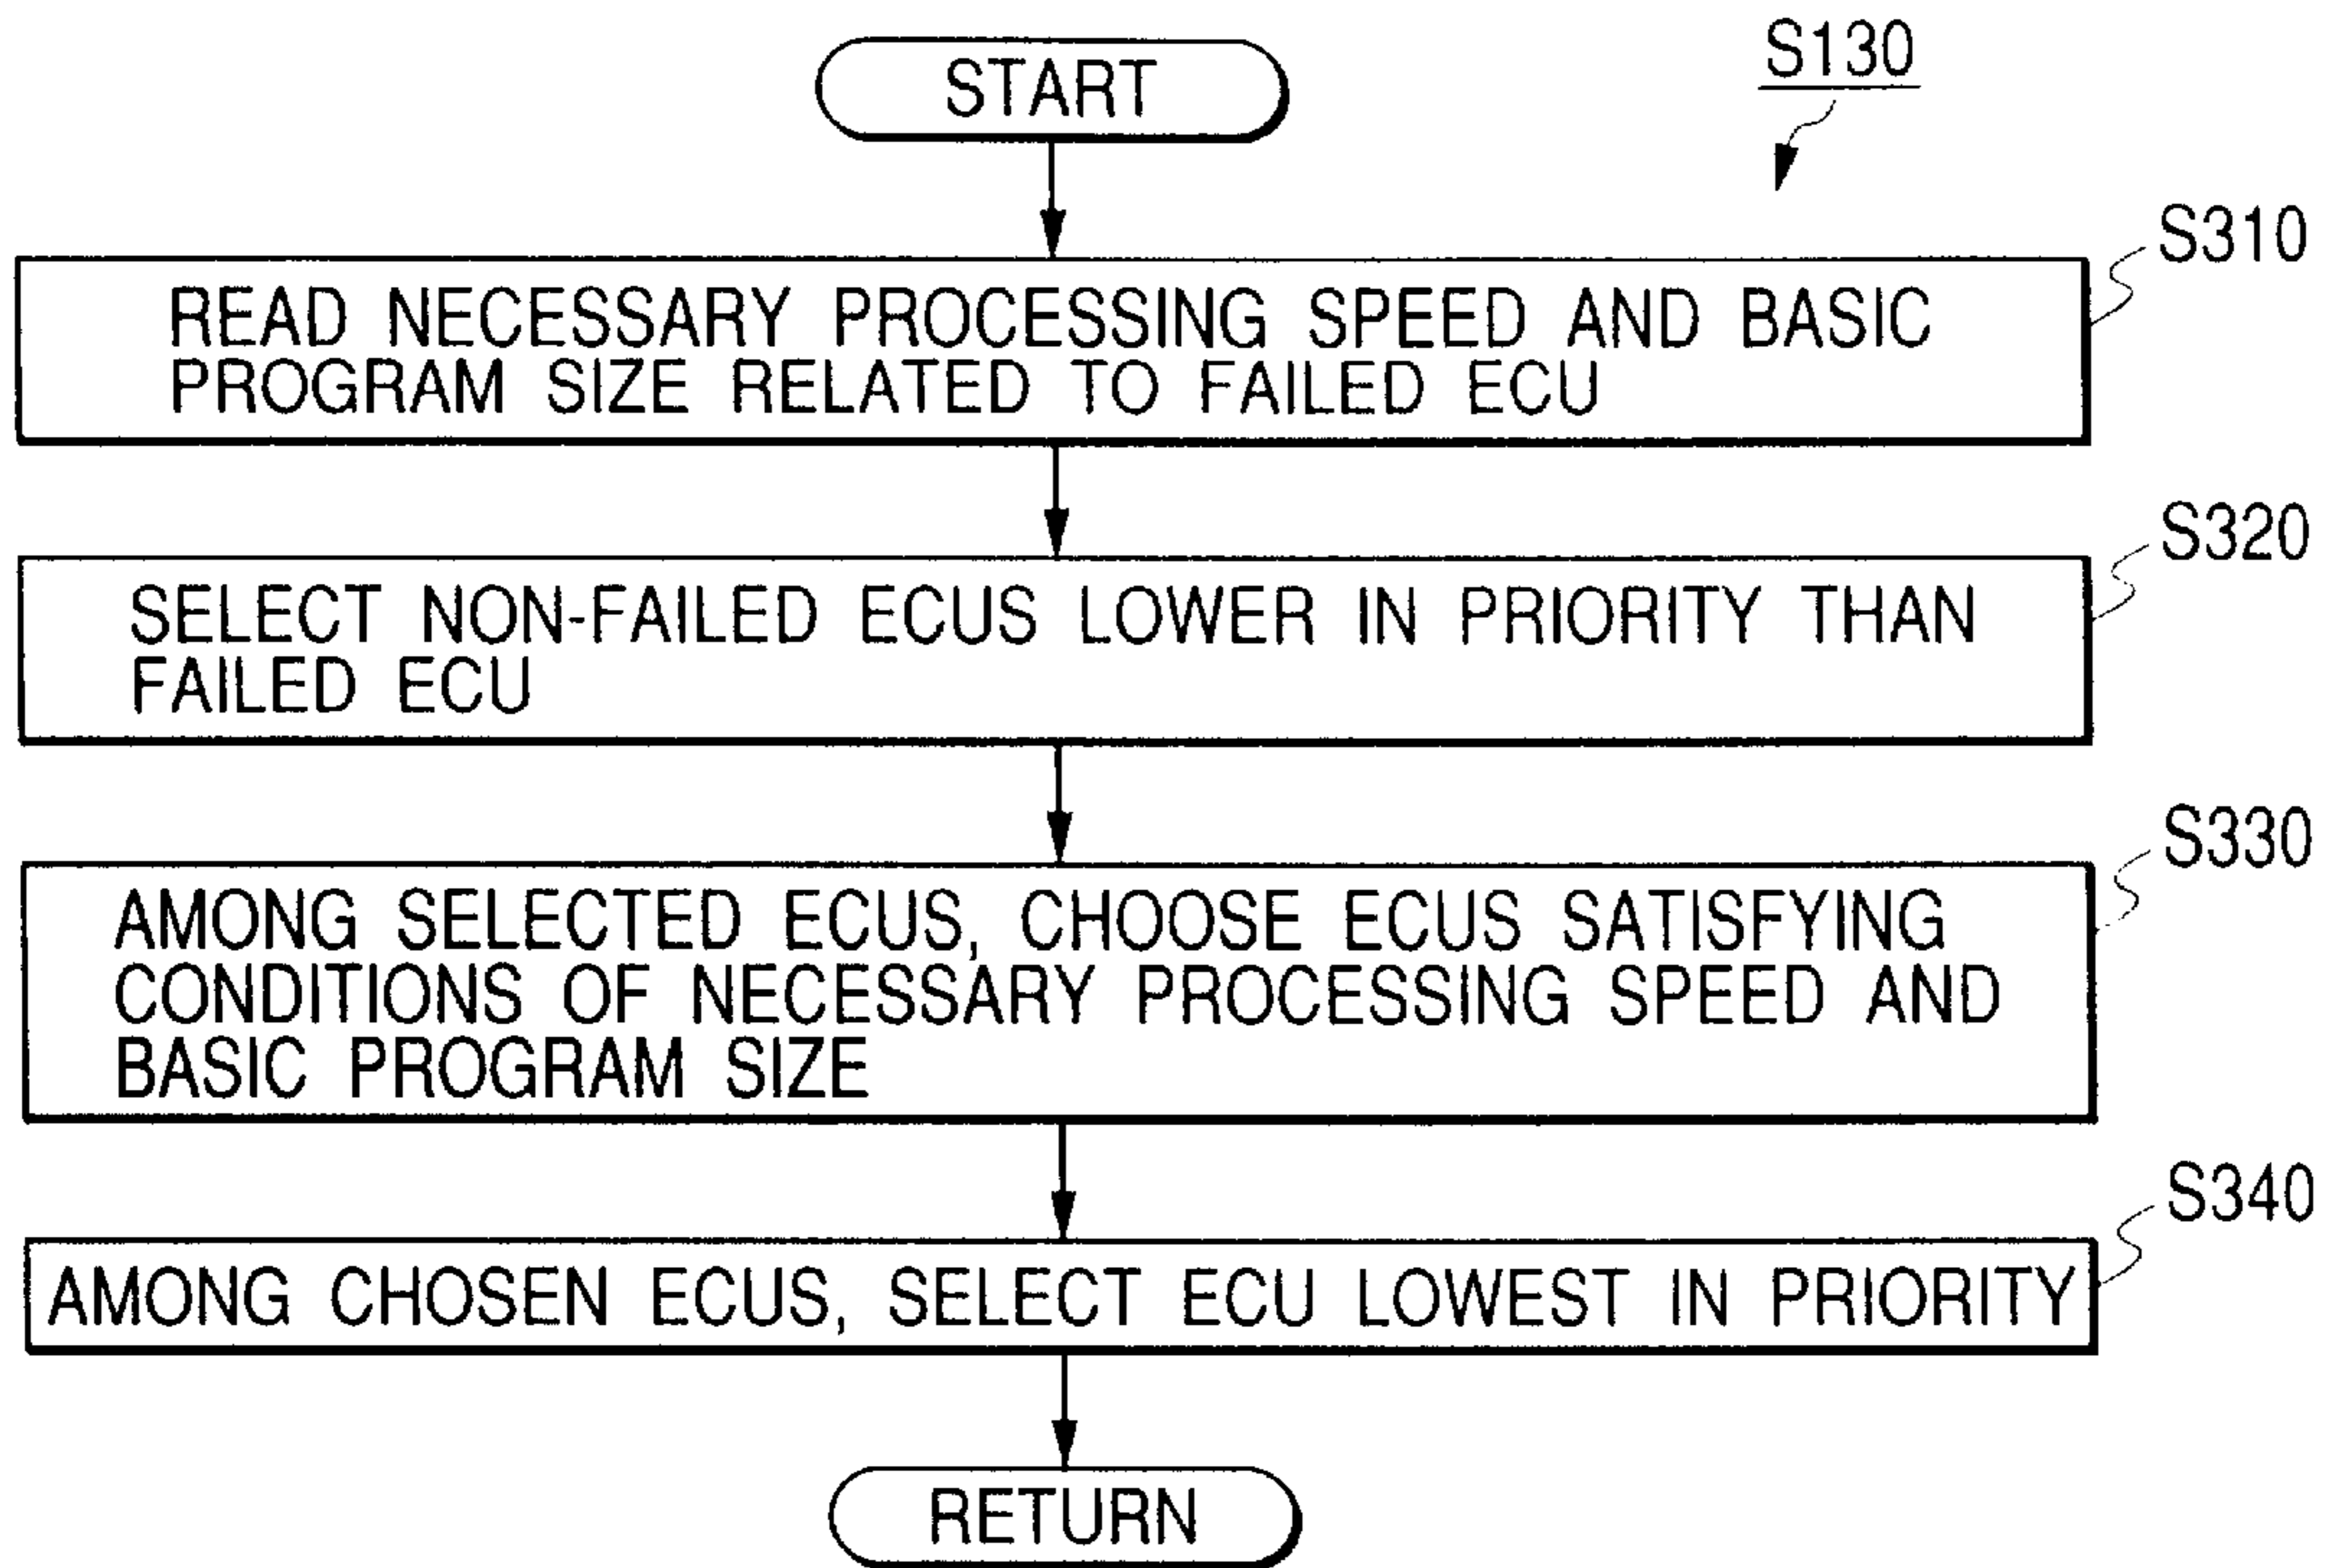 START
S130
S310
READ NECESSARY PROCESSING SPEED AND BASIC
PROGRAM SIZE RELATED TO FAILED ECU
S320
SELECT NON-FAILED ECUS LOWER IN PRIORITY THAN
FAILED ECU
S330
AMONG SELECTED ECUS, CHOOSE ECUS SATISFYING
CONDITIONS OF NECESSARY PROCESSING SPEED AND
BASIC PROGRAM SIZE
S340
AMONG CHOSEN ECUS, SELECT ECU LOWEST IN PRIORITY
RETURN